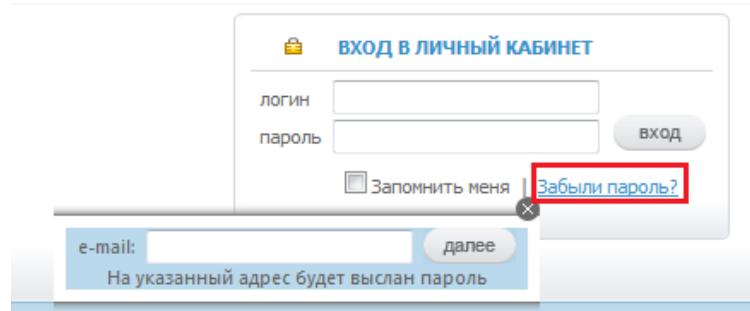 ВХОД В ЛИЧНЫЙ КАБИНЕТ
логин
пароль
вход
Запомнить меня | Забыли пароль?
e-mail:
далее
На указанный адрес будет выслан пароль